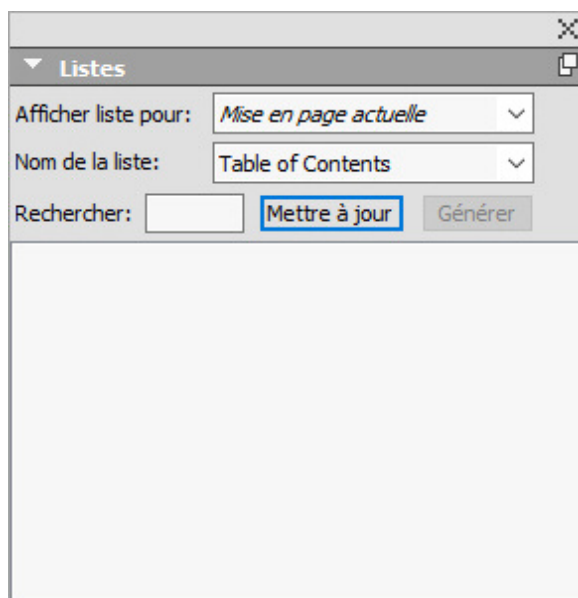 Listes
Afficher liste pour: Mise en page actuelle
Nom de la liste: Table of Contents
Rechercher: Mettre à jour Générer